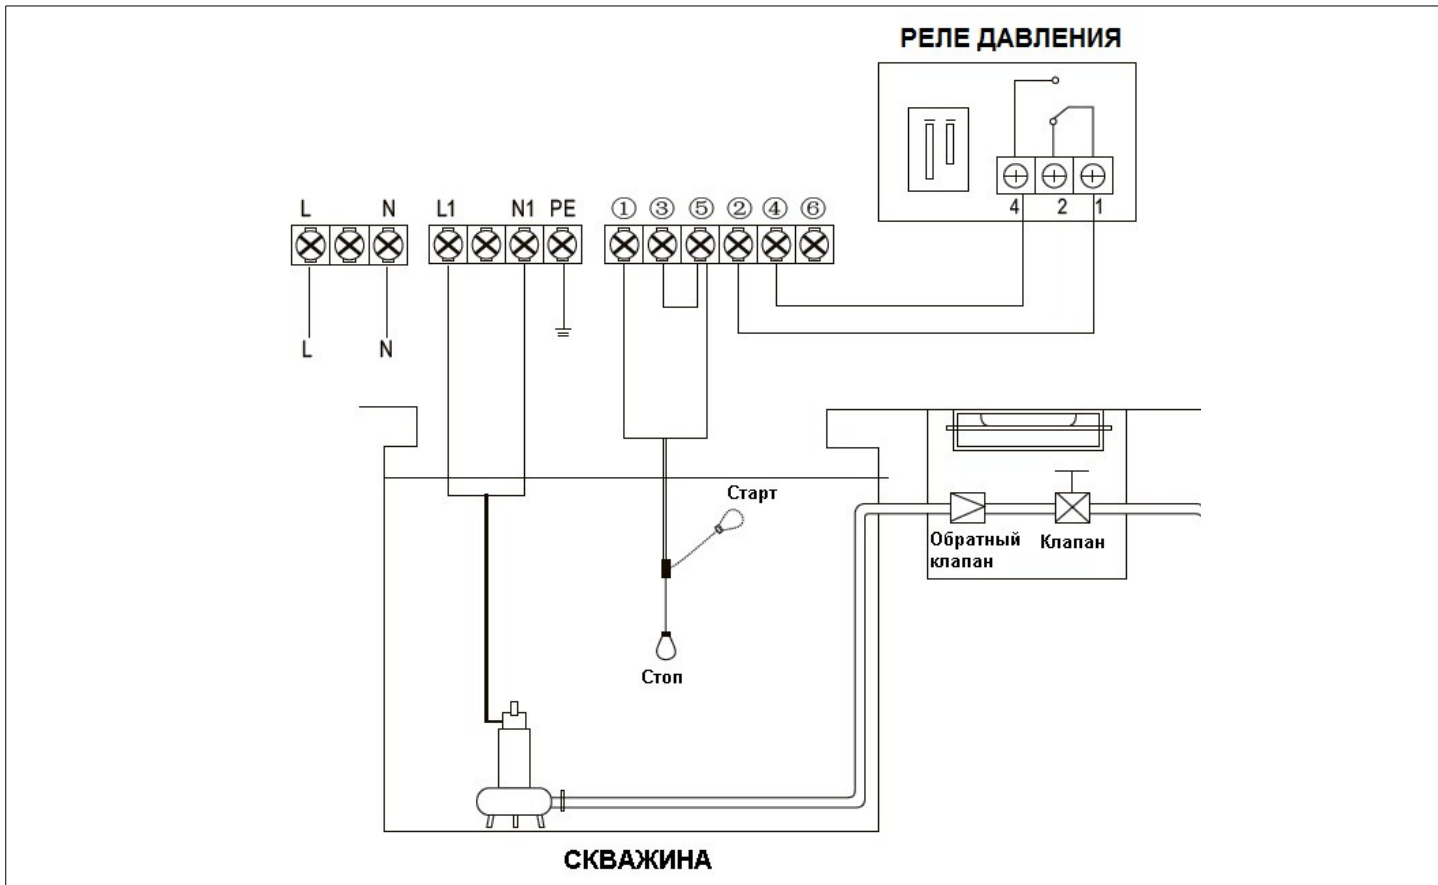 РЕЛЕ ДАВЛЕНИЯ
4 2 1
L N L1 N1 PE ① ③ ⑤ ② ④ ⑥
L N
Старт
Обратный
клапан
Клапан
Стоп
СКВАЖИНА